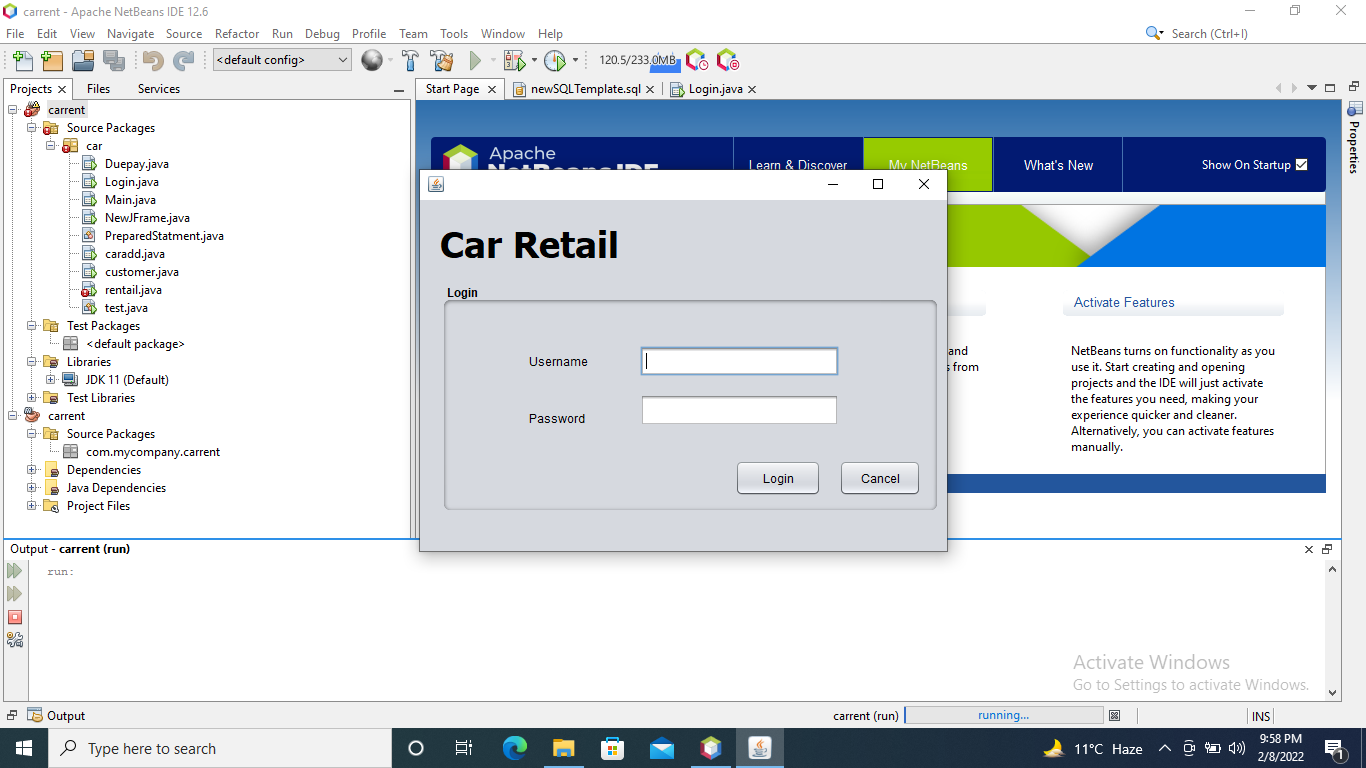 carrent - Apache NetBeans IDE 12.6
File Edit View Navigate Source Refactor Run Debug Profile Team Tools Window Help
Search (Ctrl+I)
<default config>
120.5/233.0MB
Projects Files Services
Start Page newSQLTemplate.sql Login.java
carrent
Source Packages
car
Duepay.java
Login.java
Main.java
NewJFrame.java
PreparedStatment.java
caradd.java
customer.java
rentail.java
test.java
Test Packages
<default package>
Libraries
JDK 11 (Default)
Test Libraries
carrent
Source Packages
com.mycompany.carrent
Dependencies
Java Dependencies
Project Files
Apache
NetBeans IDE
Learn & Discover
My NetBeans
What's New
Show On Startup
Car Retail
Login
Username
Password
Login Cancel
and
from
Activate Features
NetBeans turns on functionality as you
use it. Start creating and opening
projects and the IDE will just activate
the features you need, making your
experience quicker and cleaner.
Alternatively, you can activate features
manually.
Properties
Output - carrent (run)
run:
Activate Windows
Go to Settings to activate Windows.
Output
carrent (run)
running...
INS
Type here to search
11°C Haze
9:58 PM
2/8/2022
1